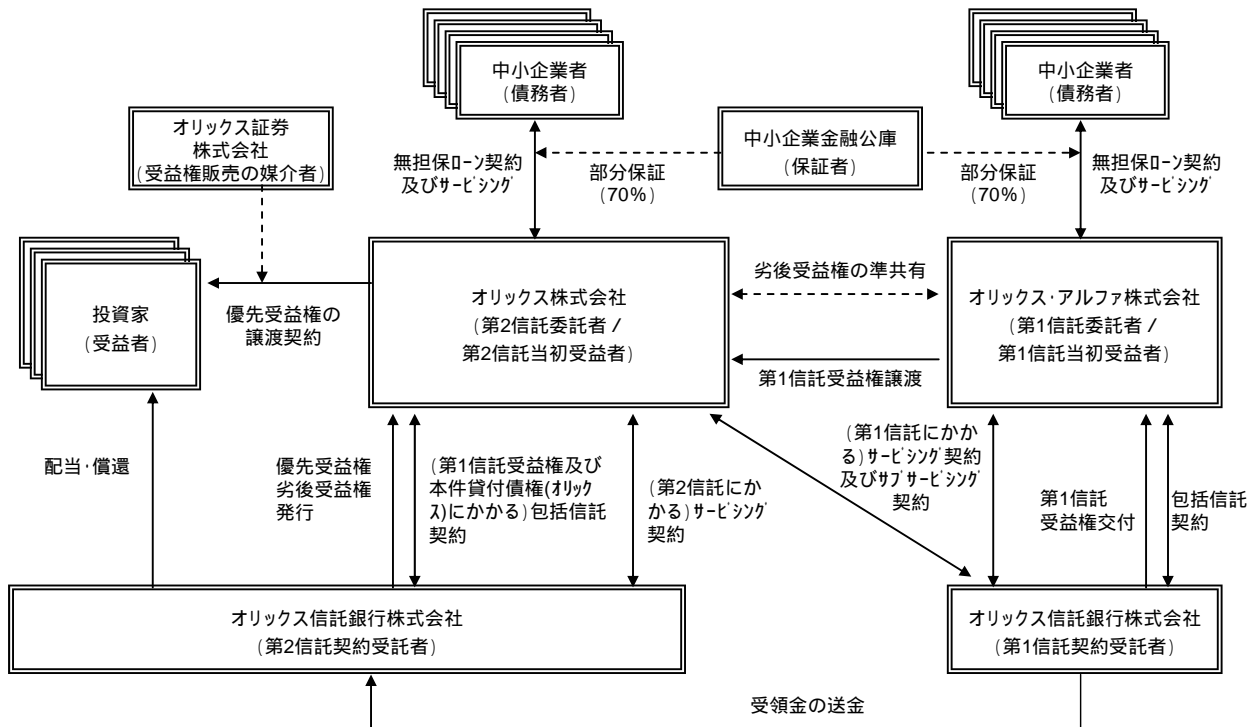 中小企業者
(債務者)
中小企業者
(債務者)
オリックス証券
株式会社
(受益権販売の媒介者)
中小企業金融公庫
(保証者)
無担保ローン契約
及びサービシング
部分保証
(70%)
部分保証
(70%)
無担保ローン契約
及びサービシング
投資家
(受益者)
優先受益権の
譲渡契約
オリックス株式会社
(第2信託委託者 /
第2信託当初受益者)
劣後受益権の準共有
第1信託受益権譲渡
オリックス・アルファ株式会社
(第1信託委託者 /
第1信託当初受益者)
配当・償還
優先受益権
劣後受益権
発行
(第1信託受益権及び
本件貸付債権(オリック
ス)にかかる)包括信託
契約
(第2信託にか
かる)サービシング
契約
(第1信託にかか
る)サービシング契約
及びサブサービシング
契約
第1信託
受益権交付
包括信託
契約
オリックス信託銀行株式会社
(第2信託契約受託者)
オリックス信託銀行株式会社
(第1信託契約受託者)
受領金の送金